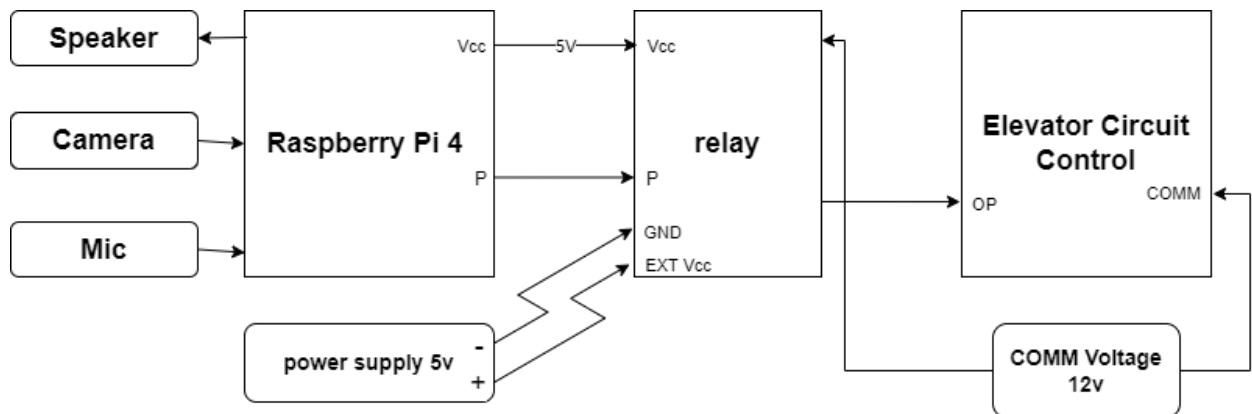 Speaker
Camera
Mic
Raspberry Pi 4
Vcc
P
5V
Vcc
relay
P
GND
EXT Vcc
Elevator Circuit
Control
OP
COMM
power supply 5v
-
+
COMM Voltage
12v